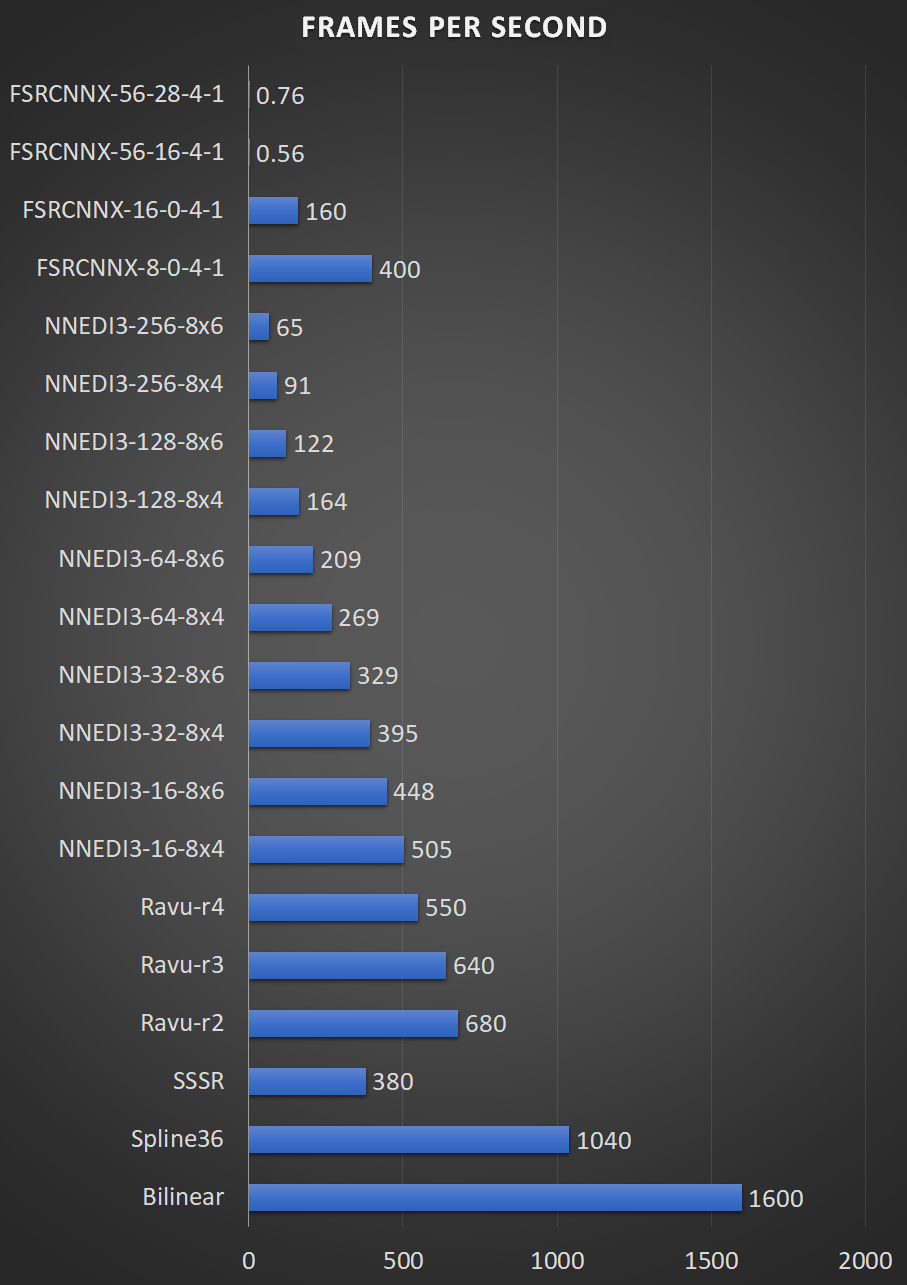 FRAMES PER SECOND
FSRCNNX-56-28-4-1 0.76
FSRCNNX-56-16-4-1 0.56
FSRCNNX-16-0-4-1 160
FSRCNNX-8-0-4-1 400
NNEDI3-256-8x6 65
NNEDI3-256-8x4 91
NNEDI3-128-8x6 122
NNEDI3-128-8x4 164
NNEDI3-64-8x6 209
NNEDI3-64-8x4 269
NNEDI3-32-8x6 329
NNEDI3-32-8x4 395
NNEDI3-16-8x6 448
NNEDI3-16-8x4 505
Ravu-r4 550
Ravu-r3 640
Ravu-r2 680
SSSR 380
Spline36 1040
Bilinear 1600
0 500 1000 1500 2000